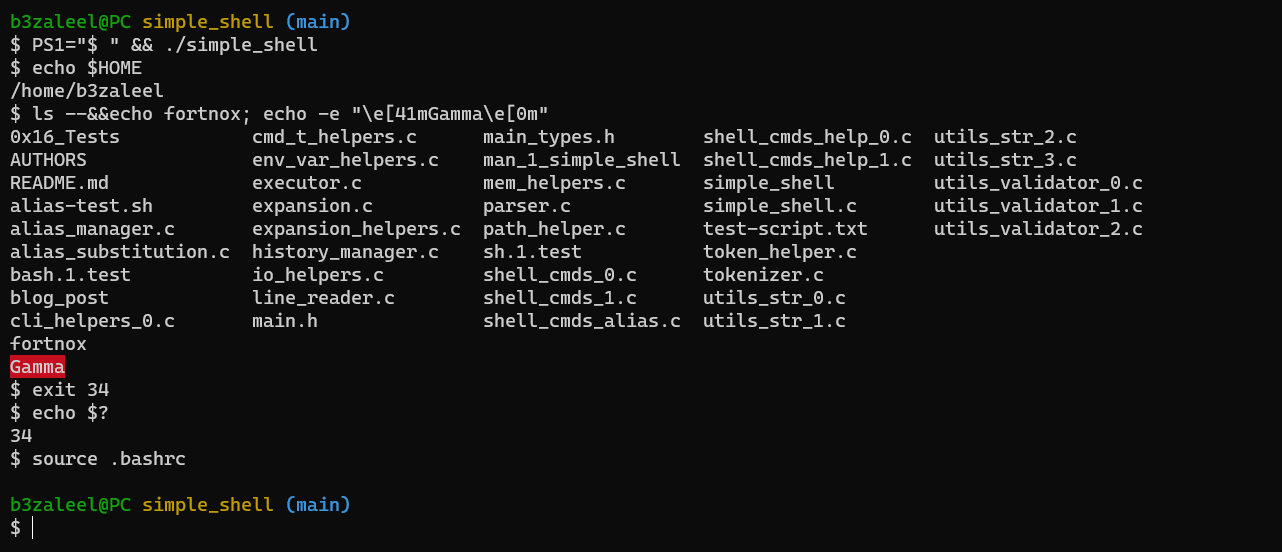 b3zaleel@PC simple_shell (main)
$ PS1="$ " && ./simple_shell
$ echo $HOME
/home/b3zaleel
$ ls --&&echo fortnox; echo -e "\e[41mGamma\e[0m"
0x16_Tests            cmd_t_helpers.c      main_types.h        shell_cmds_help_0.c  utils_str_2.c
AUTHORS               env_var_helpers.c    man_1_simple_shell  shell_cmds_help_1.c  utils_str_3.c
README.md             executor.c           mem_helpers.c       simple_shell         utils_validator_0.c
alias-test.sh         expansion.c          parser.c            simple_shell.c       utils_validator_1.c
alias_manager.c       expansion_helpers.c  path_helper.c       test-script.txt      utils_validator_2.c
alias_substitution.c  history_manager.c    sh.1.test           token_helper.c
bash.1.test           io_helpers.c         shell_cmds_0.c      tokenizer.c
blog_post             line_reader.c        shell_cmds_1.c      utils_str_0.c
cli_helpers_0.c       main.h               shell_cmds_alias.c  utils_str_1.c
fortnox
Gamma
$ exit 34
$ echo $?
34
$ source .bashrc
b3zaleel@PC simple_shell (main)
$